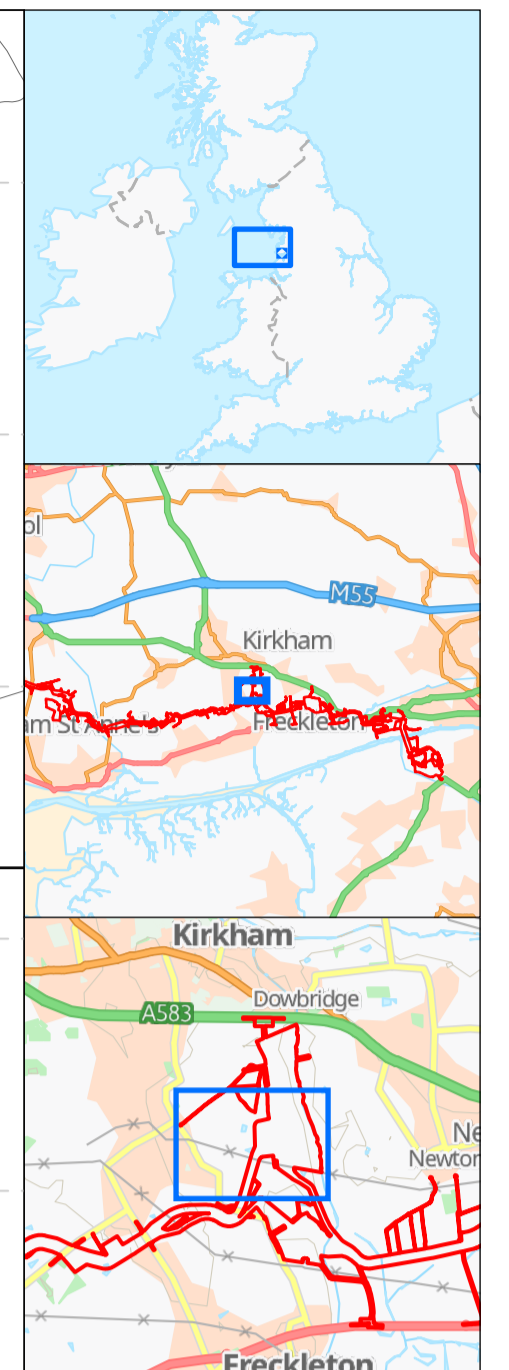 ol
M55
Kirkham
am St Anne's
Freckleton
Kirkham
Dowbridge
A583
Ne
Newton
Freckleton